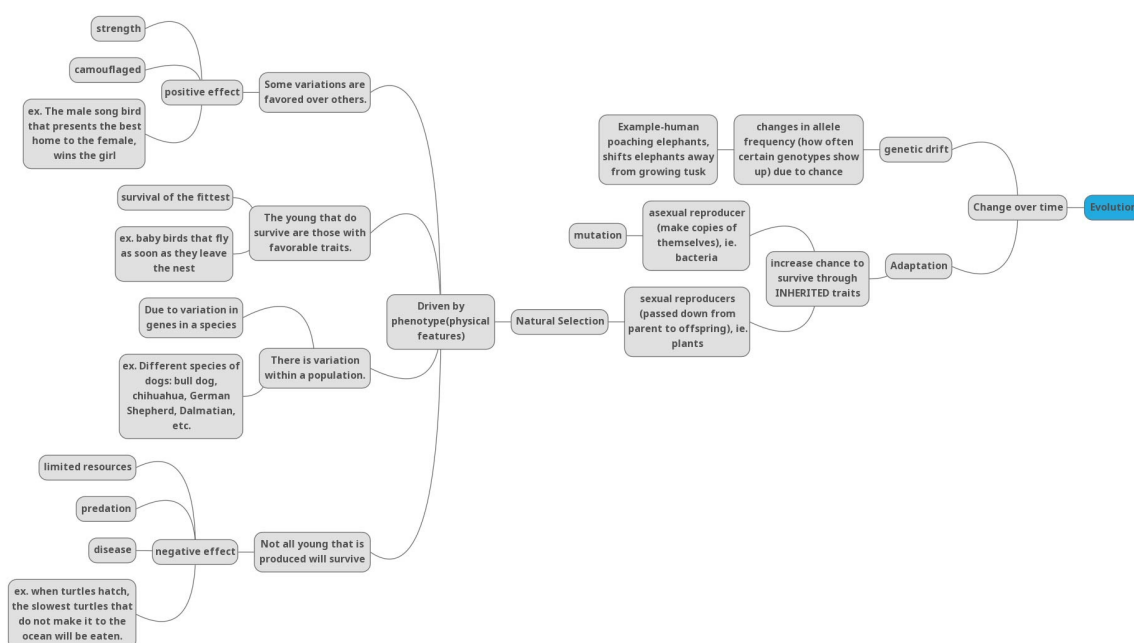 strength
camouflaged
positive effect
Some variations are
favored over others.
ex. The male song bird
that presents the best
home to the female,
wins the girl
survival of the fittest
The young that do
survive are those with
favorable traits.
ex. baby birds that fly
as soon as they leave
the nest
Due to variation in
genes in a species
There is variation
within a population.
ex. Different species of
dogs: bull dog,
chihuahua, German
Shepherd, Dalmatian,
etc.
limited resources
predation
disease
negative effect
Not all young that is
produced will survive
ex. when turtles hatch,
the slowest turtles that
do not make it to the
ocean will be eaten.
Driven by
phenotype(physical
features)
Natural Selection
sexual reproducers
(passed down from
parent to offspring), ie.
plants
mutation
asexual reproducer
(make copies of
themselves), ie.
bacteria
increase chance to
survive through
INHERITED traits
Adaptation
Example-human
poaching elephants,
shifts elephants away
from growing tusk
changes in allele
frequency (how often
certain genotypes show
up) due to chance
genetic drift
Change over time
Evolution